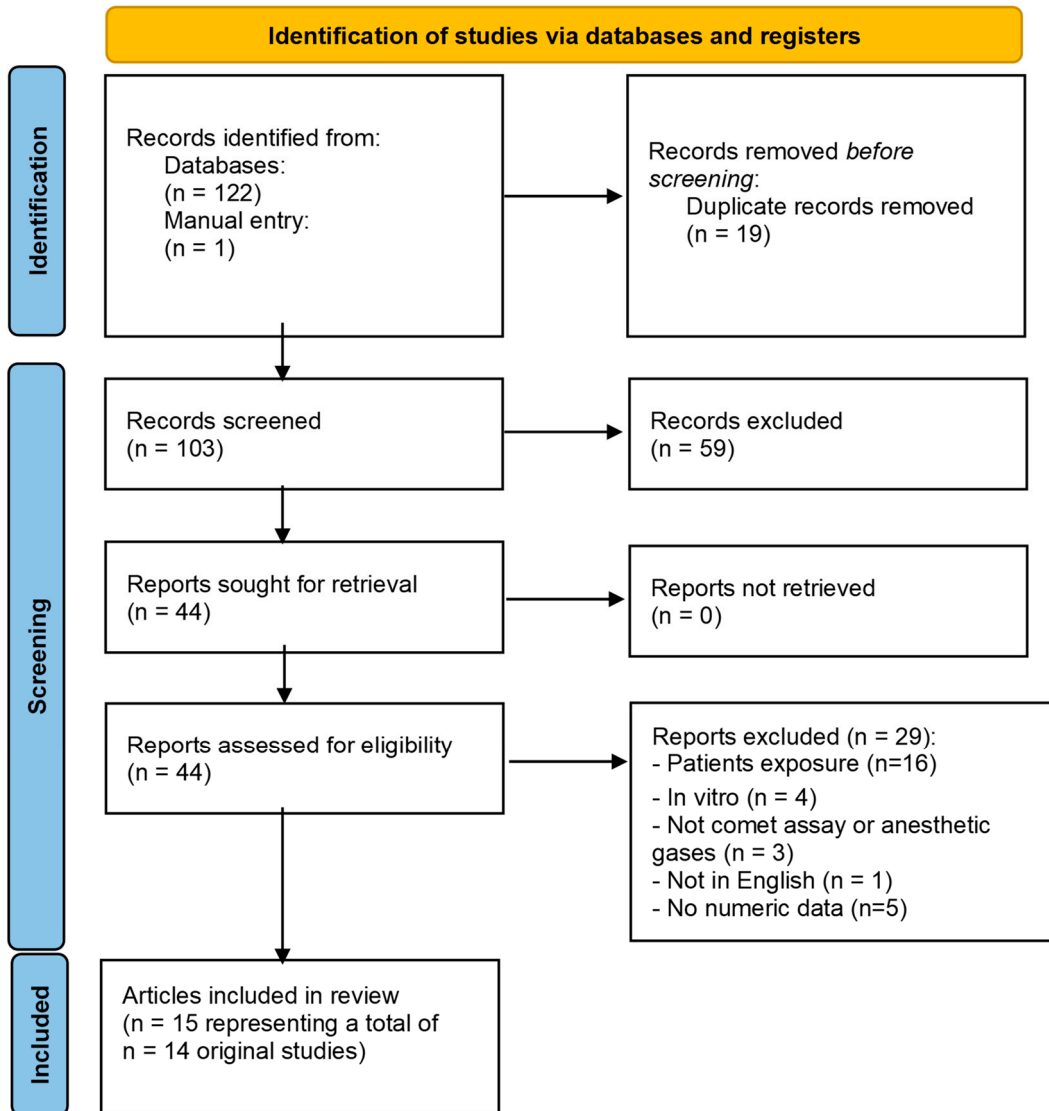 Identification of studies via databases and registers
Identification
Records identified from:
Databases:
(n = 122)
Manual entry:
(n = 1)
Records removed before
screening:
Duplicate records removed
(n = 19)
Screening
Records screened
(n = 103)
Records excluded
(n = 59)
Reports sought for retrieval
(n = 44)
Reports not retrieved
(n = 0)
Reports assessed for eligibility
(n = 44)
Reports excluded (n = 29):
- Patients exposure (n=16)
- In vitro (n = 4)
- Not comet assay or anesthetic
gases (n = 3)
- Not in English (n = 1)
- No numeric data (n=5)
Included
Articles included in review
(n = 15 representing a total of
n = 14 original studies)